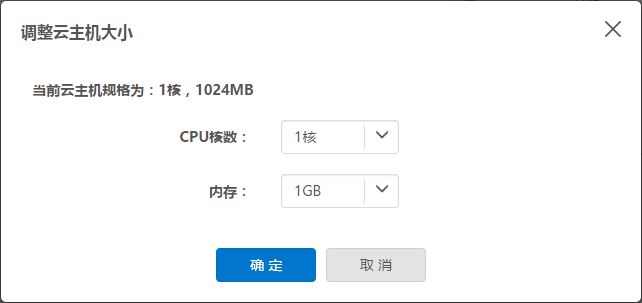 调整云主机大小
当前云主机规格为：1核，1024MB
CPU核数： 1核
内存： 1GB
确 定 取 消